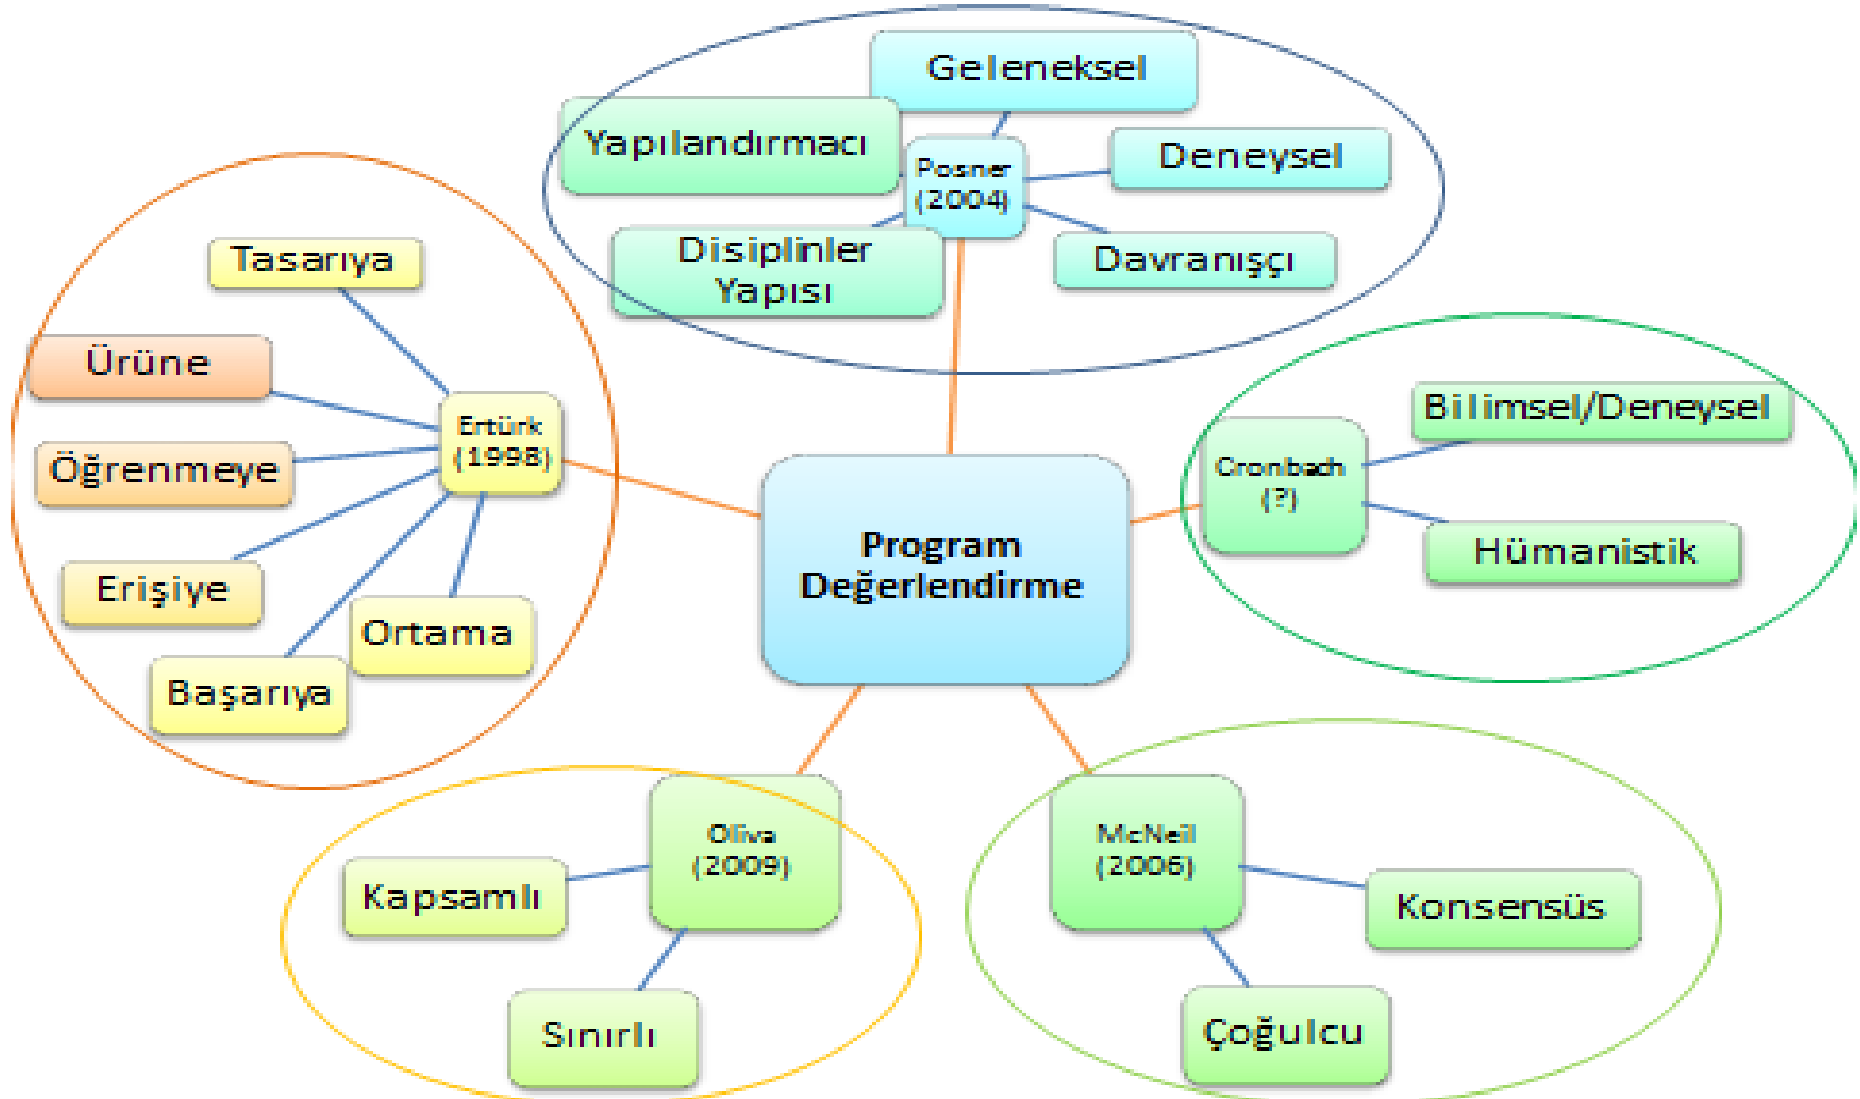 Geleneksel
Yapılandırmacı
Posner
(2004)
Deneysel
Disiplinler
Yapısı
Davranışçı
Tasarıya
Ürüne
Öğrenmeye
Erişiye
Başarıya
Ortama
Ertürk
(1998)
Program
Değerlendirme
Cronbach
(?)
Bilimsel/Deneysel
Hümanistik
Oliva
(2009)
Kapsamlı
Sınırlı
McNeil
(2006)
Konsensüs
Çoğulcu